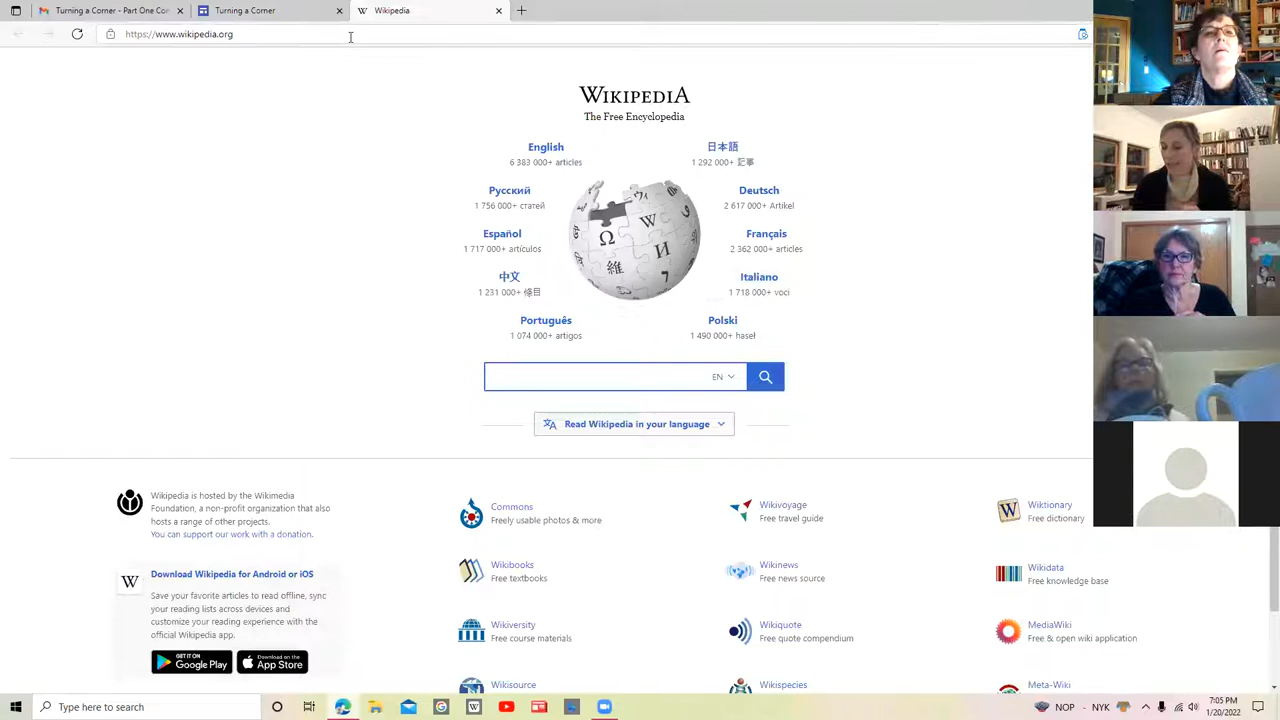 Turning a Corner - Part One Con
Turning a Corner
Wikipedia
https://www.wikipedia.org
WIKIPEDIA
The Free Encyclopedia
English
6 383 000+ articles
日本語
1 292 000+ 記事
Русский
1 756 000+ статей
Deutsch
2 617 000+ Artikel
Español
1 717 000+ artículos
Français
2 362 000+ articles
中文
1 231 000+ 條目
Italiano
1 718 000+ voci
Português
1 074 000+ artigos
Polski
1 490 000+ haseł
EN
Read Wikipedia in your language
Wikipedia is hosted by the Wikimedia
Foundation, a non-profit organization that also
hosts a range of other projects.
You can support our work with a donation.
Download Wikipedia for Android or iOS
Save your favorite articles to read offline, sync
your reading lists across devices and
customize your reading experience with the
official Wikipedia app.
GET IT ON
Google Play
Download on the
App Store
Commons
Freely usable photos & more
Wikivoyage
Free travel guide
Wiktionary
Free dictionary
Wikibooks
Free textbooks
Wikinews
Free news source
Wikidata
Free knowledge base
Wikiversity
Free course materials
Wikiquote
Free quote compendium
MediaWiki
Free & open wiki application
Wikisource
Wikispecies
Meta-Wiki
Type here to search
NOP
NYK
7:05 PM
1/20/2022